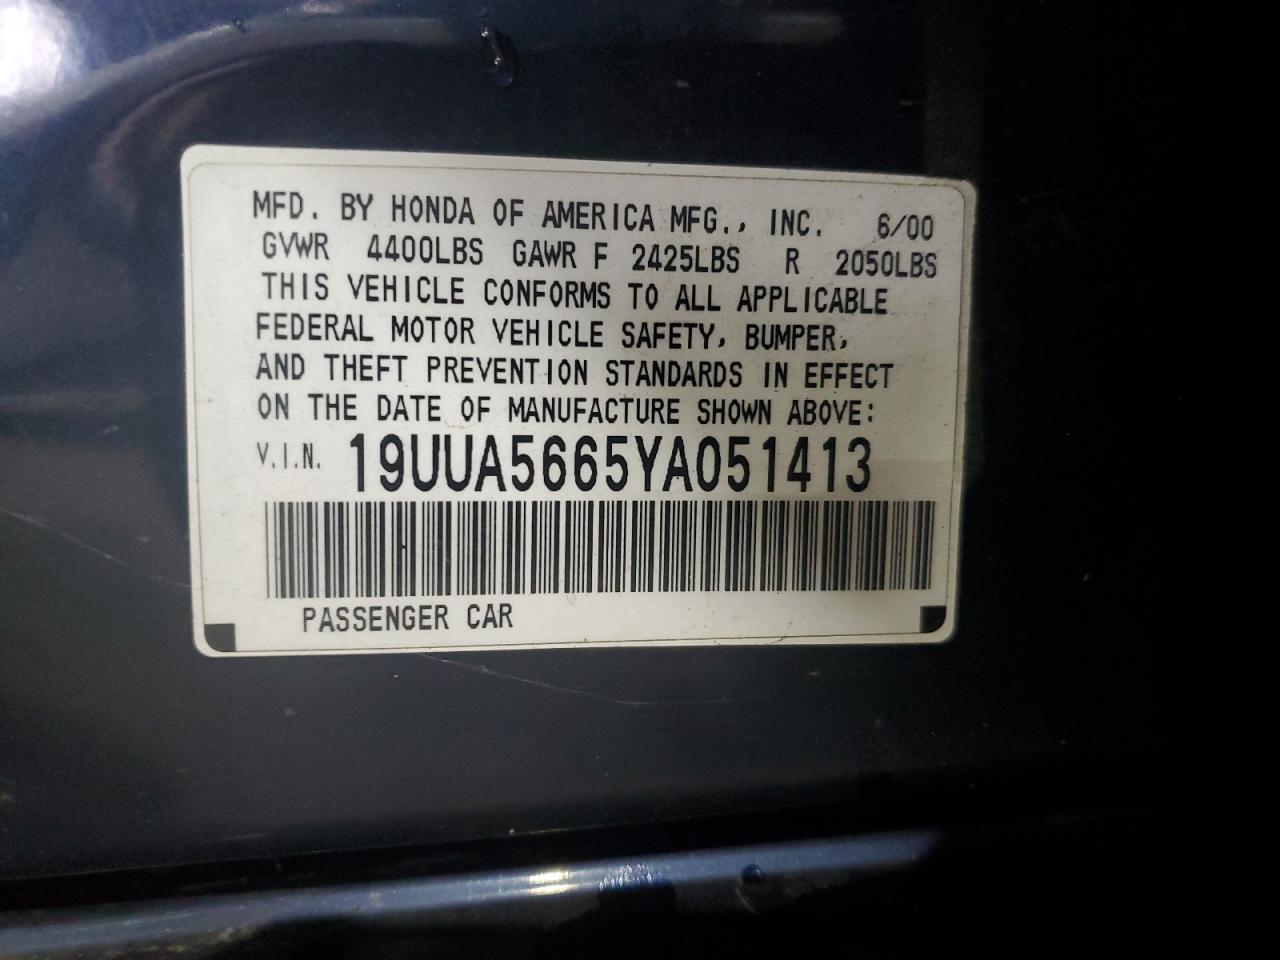 MFD. BY HONDA OF AMERICA MFG., INC. 6/00
GVWR 4400LBS GAWR F 2425LBS R 2050LBS
THIS VEHICLE CONFORMS TO ALL APPLICABLE
FEDERAL MOTOR VEHICLE SAFETY, BUMPER,
AND THEFT PREVENTION STANDARDS IN EFFECT
ON THE DATE OF MANUFACTURE SHOWN ABOVE:
V.I.N. 19UUA5665YA051413
PASSENGER CAR